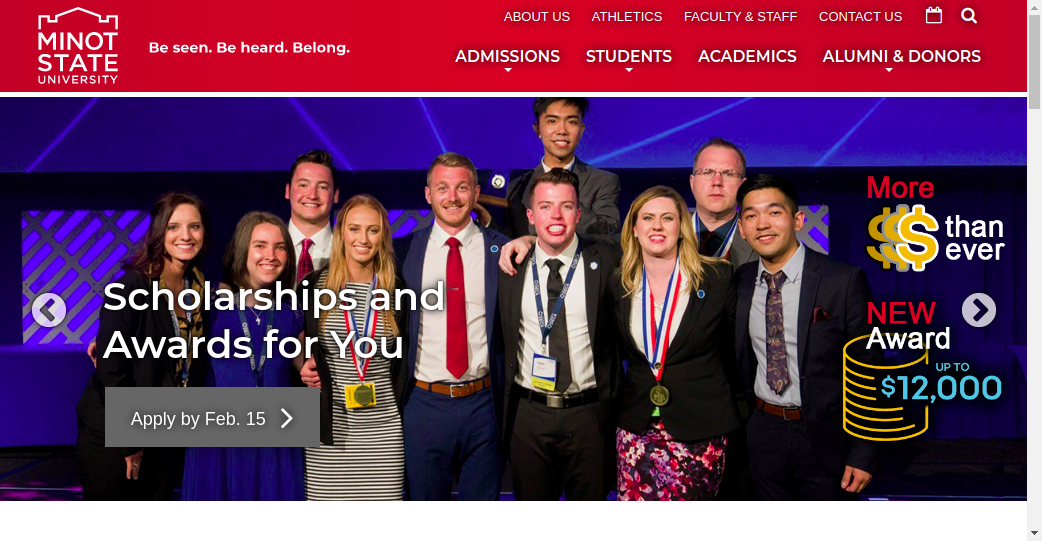 MINOT
STATE
UNIVERSITY
Be seen. Be heard. Belong.
ABOUT US ATHLETICS FACULTY & STAFF CONTACT US
ADMISSIONS STUDENTS ACADEMICS ALUMNI & DONORS
More
$$$ than
ever
Scholarships and
Awards for You
Apply by Feb. 15
NEW
Award
UP TO
$12,000